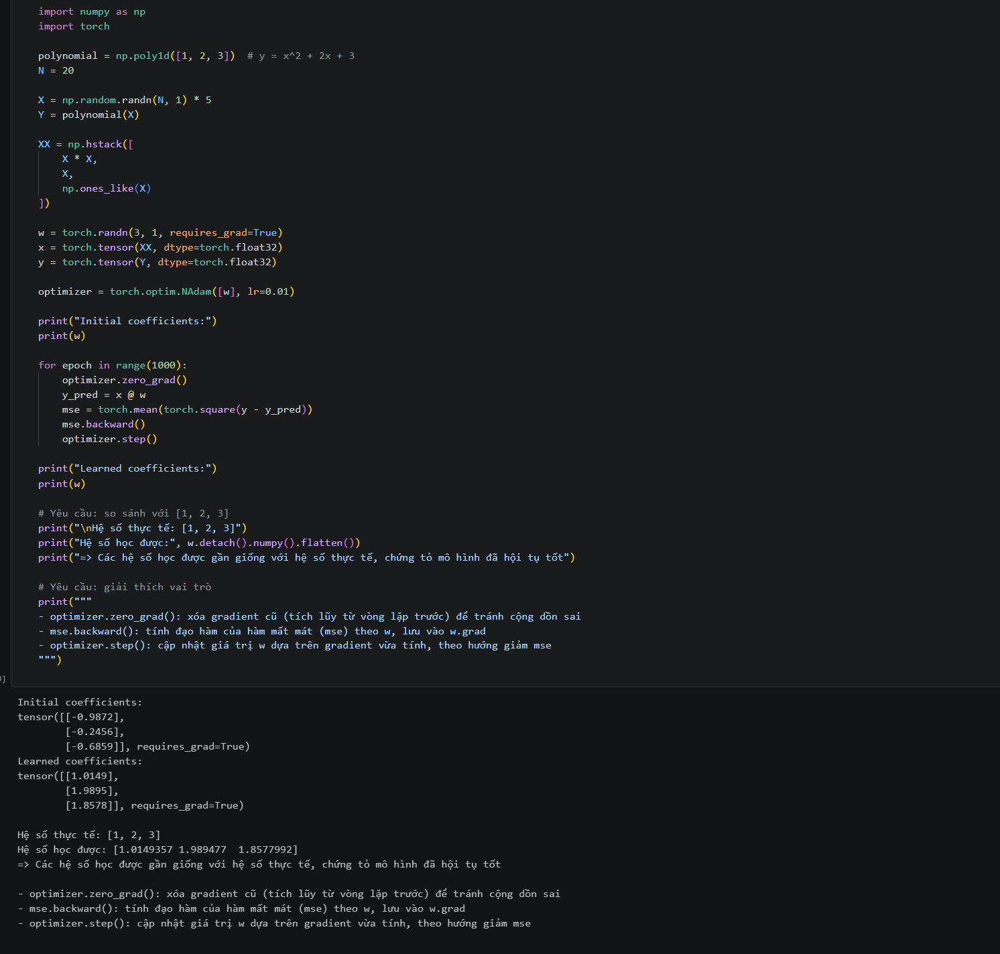 import numpy as np
import torch
polynomial = np.poly1d([1, 2, 3])  # y = x^2 + 2x + 3
N = 20
X = np.random.randn(N, 1) * 5
Y = polynomial(X)
XX = np.hstack([
    X * X,
    X,
    np.ones_like(X)
])
w = torch.randn(3, 1, requires_grad=True)
x = torch.tensor(XX, dtype=torch.float32)
y = torch.tensor(Y, dtype=torch.float32)
optimizer = torch.optim.NAdam([w], lr=0.01)
print("Initial coefficients:")
print(w)
for epoch in range(1000):
    optimizer.zero_grad()
    y_pred = x @ w
    mse = torch.mean(torch.square(y - y_pred))
    mse.backward()
    optimizer.step()
print("Learned coefficients:")
print(w)
# Yêu cầu: so sánh với [1, 2, 3]
print("\nHệ số thực tế: [1, 2, 3]")
print("Hệ số học được:", w.detach().numpy().flatten())
print("=> Các hệ số học được gần giống với hệ số thực tế, chứng tỏ mô hình đã hội tụ tốt")
# Yêu cầu: giải thích vai trò
print("""
- optimizer.zero_grad(): xóa gradient cũ (tích lũy từ vòng lặp trước) để tránh cộng dồn sai
- mse.backward(): tính đạo hàm của hàm mất mát (mse) theo w, lưu vào w.grad
- optimizer.step(): cập nhật giá trị w dựa trên gradient vừa tính, theo hướng giảm mse
""")
Initial coefficients:
tensor([[-0.9872],
        [-0.2456],
        [-0.6859]], requires_grad=True)
Learned coefficients:
tensor([[1.0149],
        [1.9895],
        [1.8578]], requires_grad=True)
Hệ số thực tế: [1, 2, 3]
Hệ số học được: [1.0149357 1.989477  1.8577992]
=> Các hệ số học được gần giống với hệ số thực tế, chứng tỏ mô hình đã hội tụ tốt
- optimizer.zero_grad(): xóa gradient cũ (tích lũy từ vòng lặp trước) để tránh cộng dồn sai
- mse.backward(): tính đạo hàm của hàm mất mát (mse) theo w, lưu vào w.grad
- optimizer.step(): cập nhật giá trị w dựa trên gradient vừa tính, theo hướng giảm mse